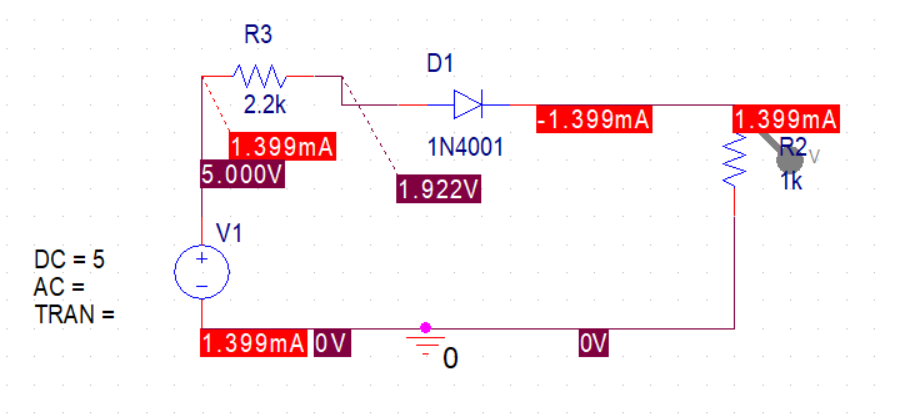 R3
D1
2.2k
1.399mA
-1.399mA
1.399mA
1N4001
R2
V
5.000V
1k
1.922V
V1
+
DC = 5
AC =
TRAN =
1.399mA
0V
0
0V